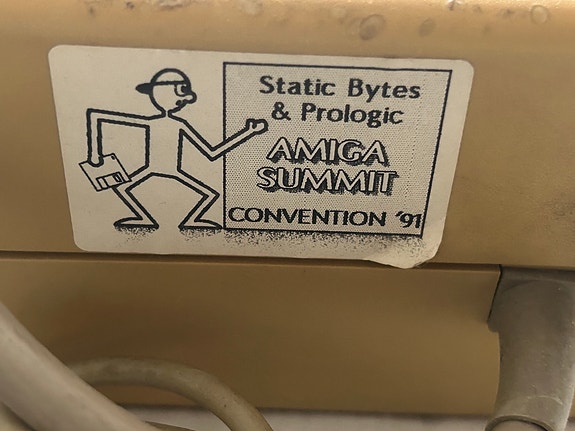 Static Bytes
& Prologic
AMIGA
SUMMIT
CONVENTION '91